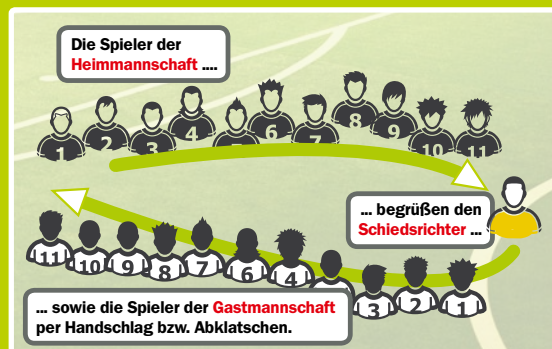 Die Spieler der
Heimmannschaft ....
1 2 3 4 6 7 8 9 10 11
... begrüßen den
Schiedsrichter ...
11 10 9 8 7 6 4 3 2 1
... sowie die Spieler der Gastmannschaft
per Handschlag bzw. Abklatschen.